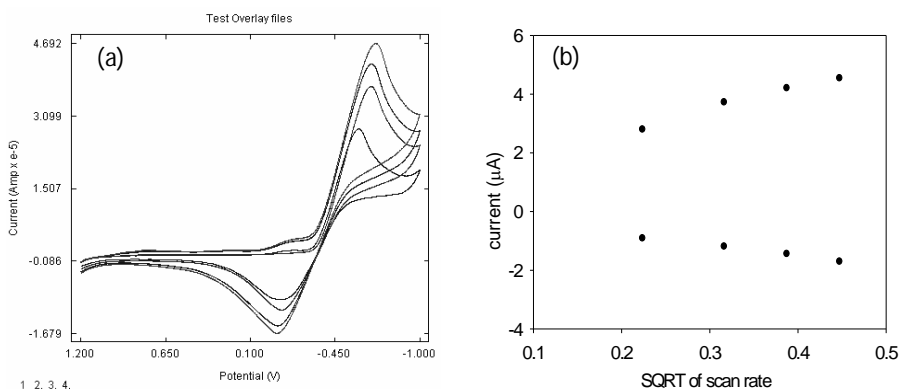 Test Overlay files
(a)
Current (Amp x e-5)
4.692
3.099
1.507
-0.086
-1.679
1.200 0.650 0.100 -0.450 -1.000
Potential (V)
1 2. 3. 4.
(b)
current (μA)
6
4
2
0
-2
-4
0.1 0.2 0.3 0.4 0.5
SQRT of scan rate